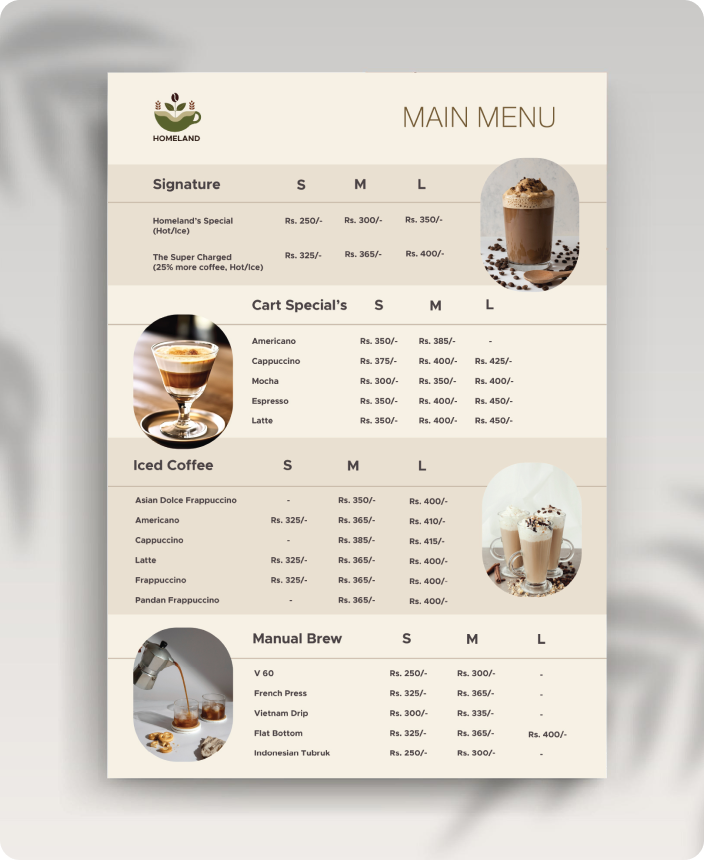 HOMELAND
MAIN MENU
Signature S M L
Homeland's Special Rs. 250/- Rs. 300/- Rs. 350/-
(Hot/Ice)
The Super Charged Rs. 325/- Rs. 365/- Rs. 400/-
(25% more coffee, Hot/Ice)
Cart Special's S M L
Americano Rs. 350/- Rs. 385/- -
Cappuccino Rs. 375/- Rs. 400/- Rs. 425/-
Mocha Rs. 300/- Rs. 350/- Rs. 400/-
Espresso Rs. 350/- Rs. 400/- Rs. 450/-
Latte Rs. 350/- Rs. 400/- Rs. 450/-
Iced Coffee S M L
Asian Dolce Frappuccino - Rs. 350/- Rs. 400/-
Americano Rs. 325/- Rs. 365/- Rs. 410/-
Cappuccino - Rs. 385/- Rs. 415/-
Latte Rs. 325/- Rs. 365/- Rs. 400/-
Frappuccino Rs. 325/- Rs. 365/- Rs. 400/-
Pandan Frappuccino - Rs. 365/- Rs. 400/-
Manual Brew S M L
V 60 Rs. 250/- Rs. 300/- -
French Press Rs. 325/- Rs. 365/- -
Vietnam Drip Rs. 300/- Rs. 335/- -
Flat Bottom Rs. 325/- Rs. 365/- Rs. 400/-
Indonesian Tubruk Rs. 250/- Rs. 300/- -